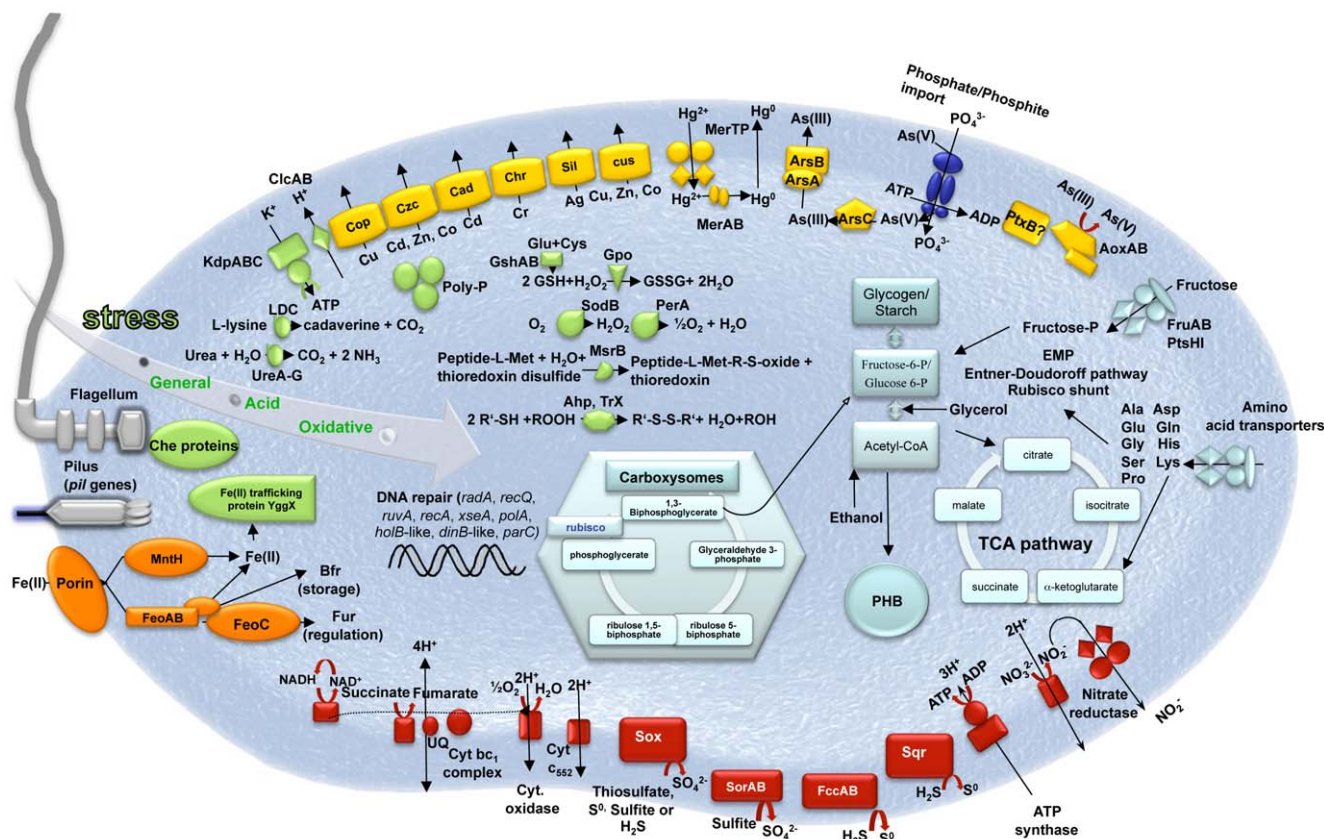 Phosphate/Phosphite
import
PO₄³⁻
As(V)
Hg²⁺
Hg⁰
MerTP
As(III)
ArsB
ArsA
Hg²⁺
Hg⁰
MerAB
As(III)
ArsC
As(V)
ATP
ADP
PO₄³⁻
PtxB?
As(III)
As(V)
AoxAB
ClcAB
H⁺
K⁺
KdpABC
ATP
Cop
Czc
Cad
Chr
Sil
cus
Cu
Cd, Zn, Co
Cd
Cr
Ag
Cu, Zn, Co
Poly-P
Glu+Cys
GshAB
Gpo
2 GSH+H₂O₂
GSSG+ 2H₂O
SodB
PerA
O₂
H₂O₂
½O₂ + H₂O
MsrB
Peptide-L-Met + H₂O+
thioredoxin disulfide
Peptide-L-Met-R-S-oxide +
thioredoxin
Ahp, TrX
2 R‘-SH +ROOH
R‘-S-S-R‘+ H₂O+ROH
LDC
L-lysine
cadaverine + CO₂
Urea + H₂O
CO₂ + 2 NH₃
UreA-G
stress
General
Acid
Oxidative
Flagellum
Che proteins
Pilus
(pil genes)
Fe(II) trafficking
protein YggX
Fe(II)
Porin
MntH
Fe(II)
FeoAB
FeoC
Bfr
(storage)
Fur
(regulation)
DNA repair (radA, recQ,
ruvA, recA, xseA, polA,
holB-like, dinB-like, parC)
Carboxysomes
1,3-
Biphosphoglycerate
rubisco
phosphoglycerate
Glyceraldehyde 3-
phosphate
ribulose 1,5-
biphosphate
ribulose 5-
biphosphate
Glycogen/
Starch
Fructose-6-P/
Glucose 6-P
Acetyl-CoA
Glycerol
Ethanol
PHB
Fructose
Fructose-P
FruAB
PtsHI
EMP
Entner-Doudoroff pathway
Rubisco shunt
Ala Asp
Glu Gln
Gly His
Ser Lys
Pro
Amino
acid transporters
citrate
isocitrate
α-ketoglutarate
succinate
malate
TCA pathway
NADH
NAD⁺
Succinate
Fumarate
4H⁺
UQ
Cyt bc₁
complex
½O₂
2H⁺
H₂O
Cyt.
oxidase
2H⁺
Cyt
c₅₅₂
Sox
SO₄²⁻
Thiosulfate,
S⁰, Sulfite or
H₂S
SorAB
Sulfite
SO₄²⁻
FccAB
H₂S
S⁰
Sqr
H₂S
S⁰
3H⁺
ATP
ADP
ATP
synthase
2H⁺
NO₃²⁻
NO₂⁻
Nitrate
reductase
NO₂⁻